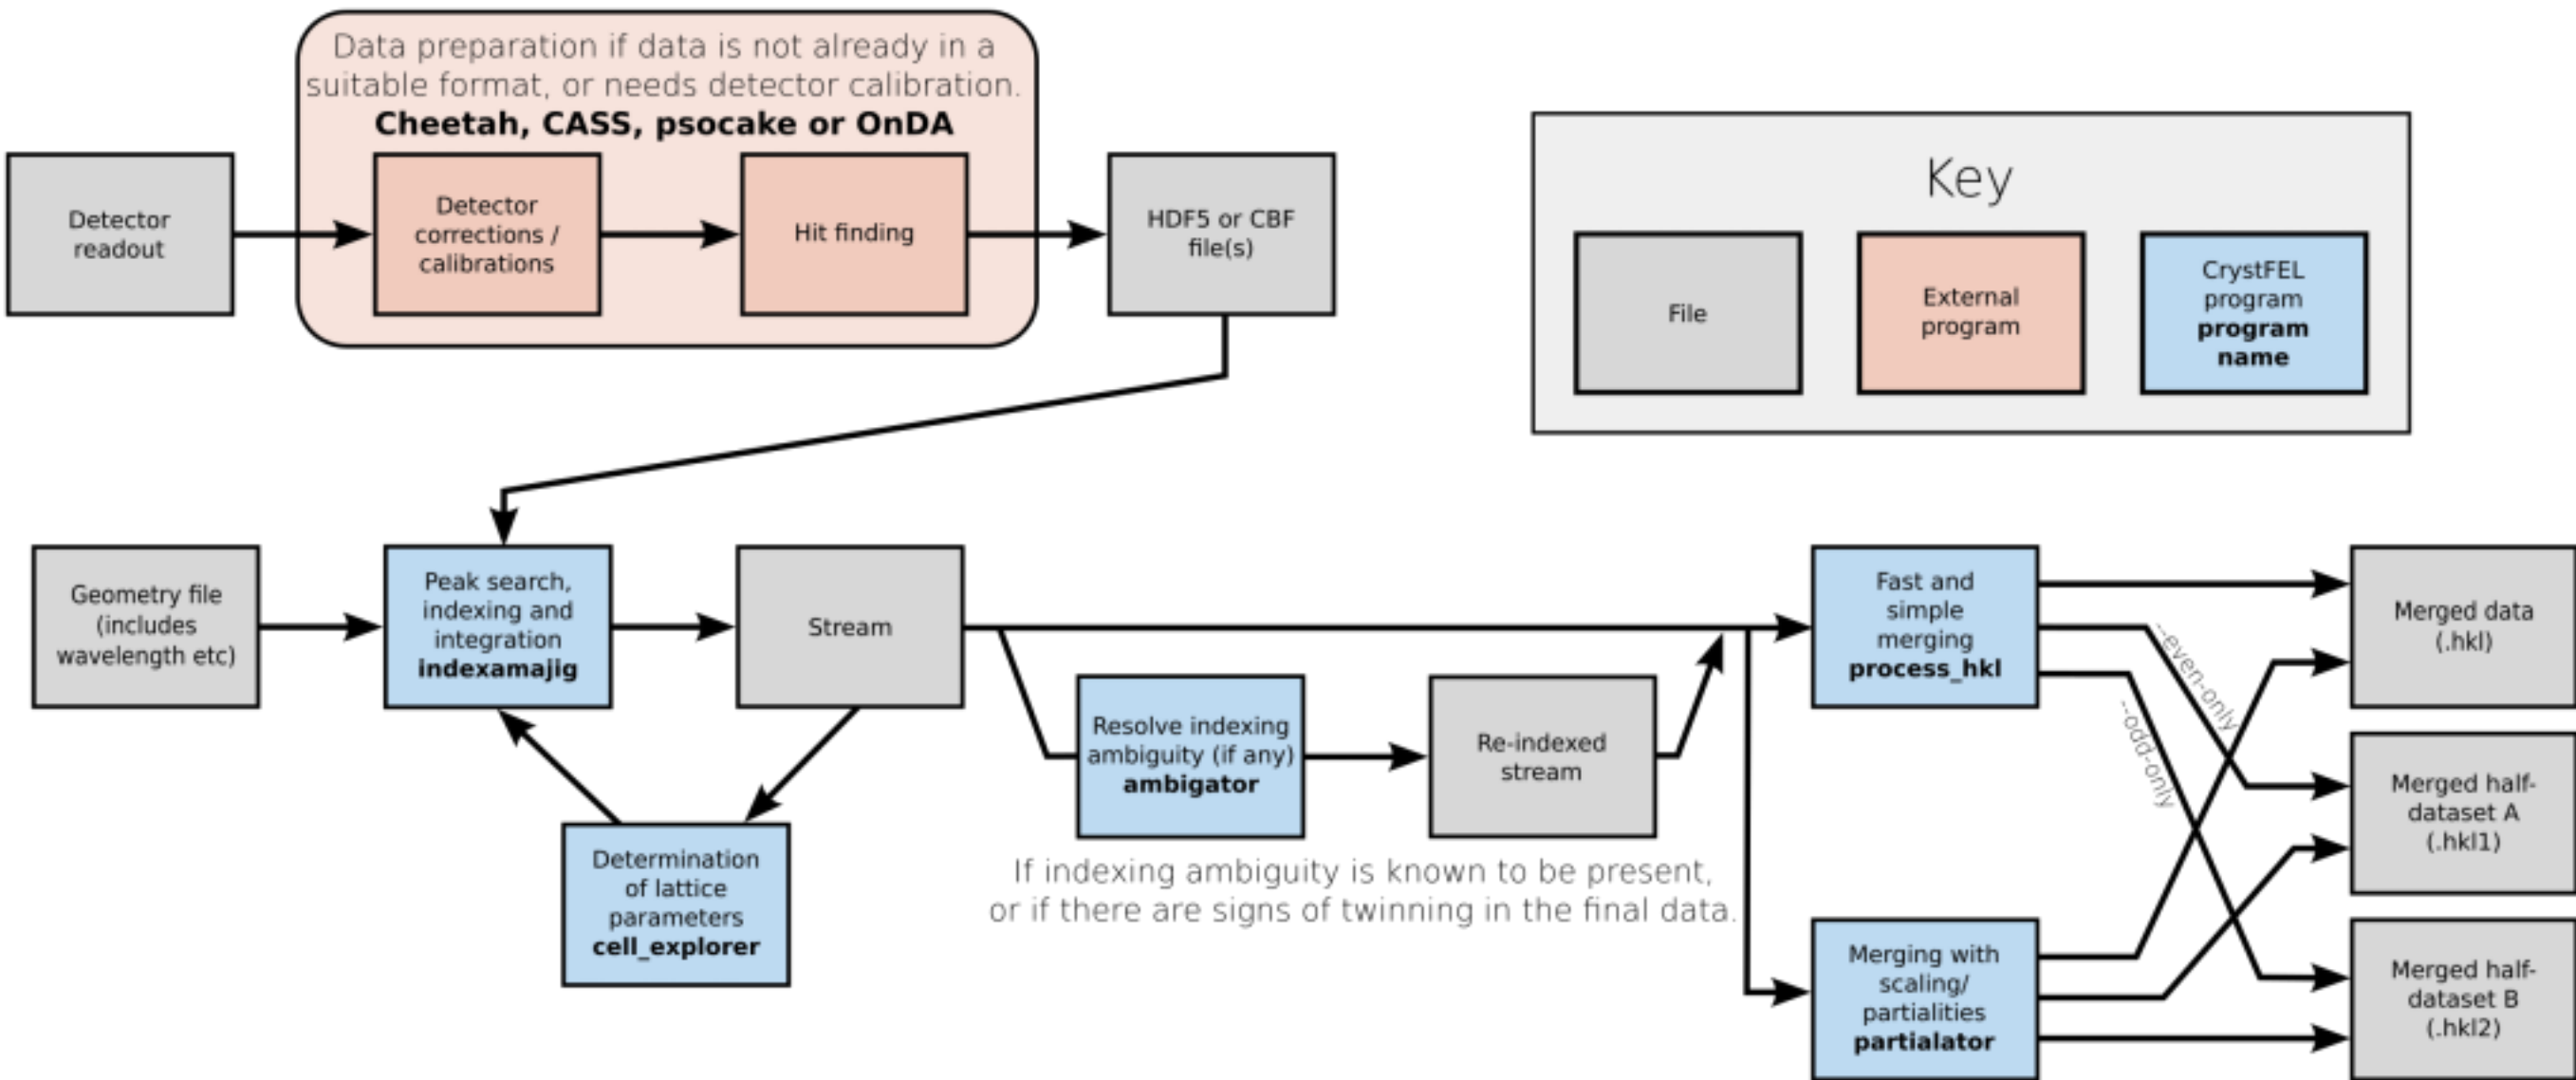 Data preparation if data is not already in a
suitable format, or needs detector calibration.
Cheetah, CASS, psocake or OnDA
Detector
readout
Detector
corrections /
calibrations
Hit finding
HDF5 or CBF
file(s)
Key
File
External
program
CrystFEL
program
program
name
Geometry file
(includes
wavelength etc)
Peak search,
indexing and
integration
indexamajig
Stream
Determination
of lattice
parameters
cell_explorer
Resolve indexing
ambiguity (if any)
ambigator
Re-indexed
stream
If indexing ambiguity is known to be present,
or if there are signs of twinning in the final data.
Fast and
simple
merging
process_hkl
--even-only
--odd-only
Merging with
scaling/
partialities
partialator
Merged data
(.hkl)
Merged half-
dataset A
(.hkl1)
Merged half-
dataset B
(.hkl2)